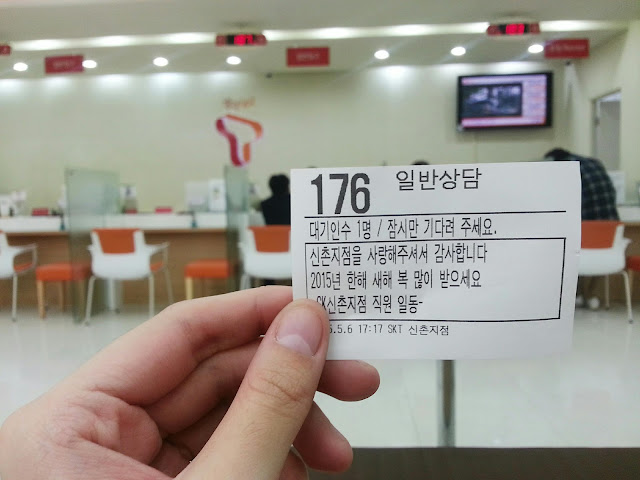 176 일반상담
대기인수 1명 / 잠시만 기다려 주세요.
신촌지점을 사랑해주셔서 감사합니다
2015년 한해 새해 복 많이 받으세요
신촌지점 직원 일동-
5.6 17:17 SKT 신촌지점